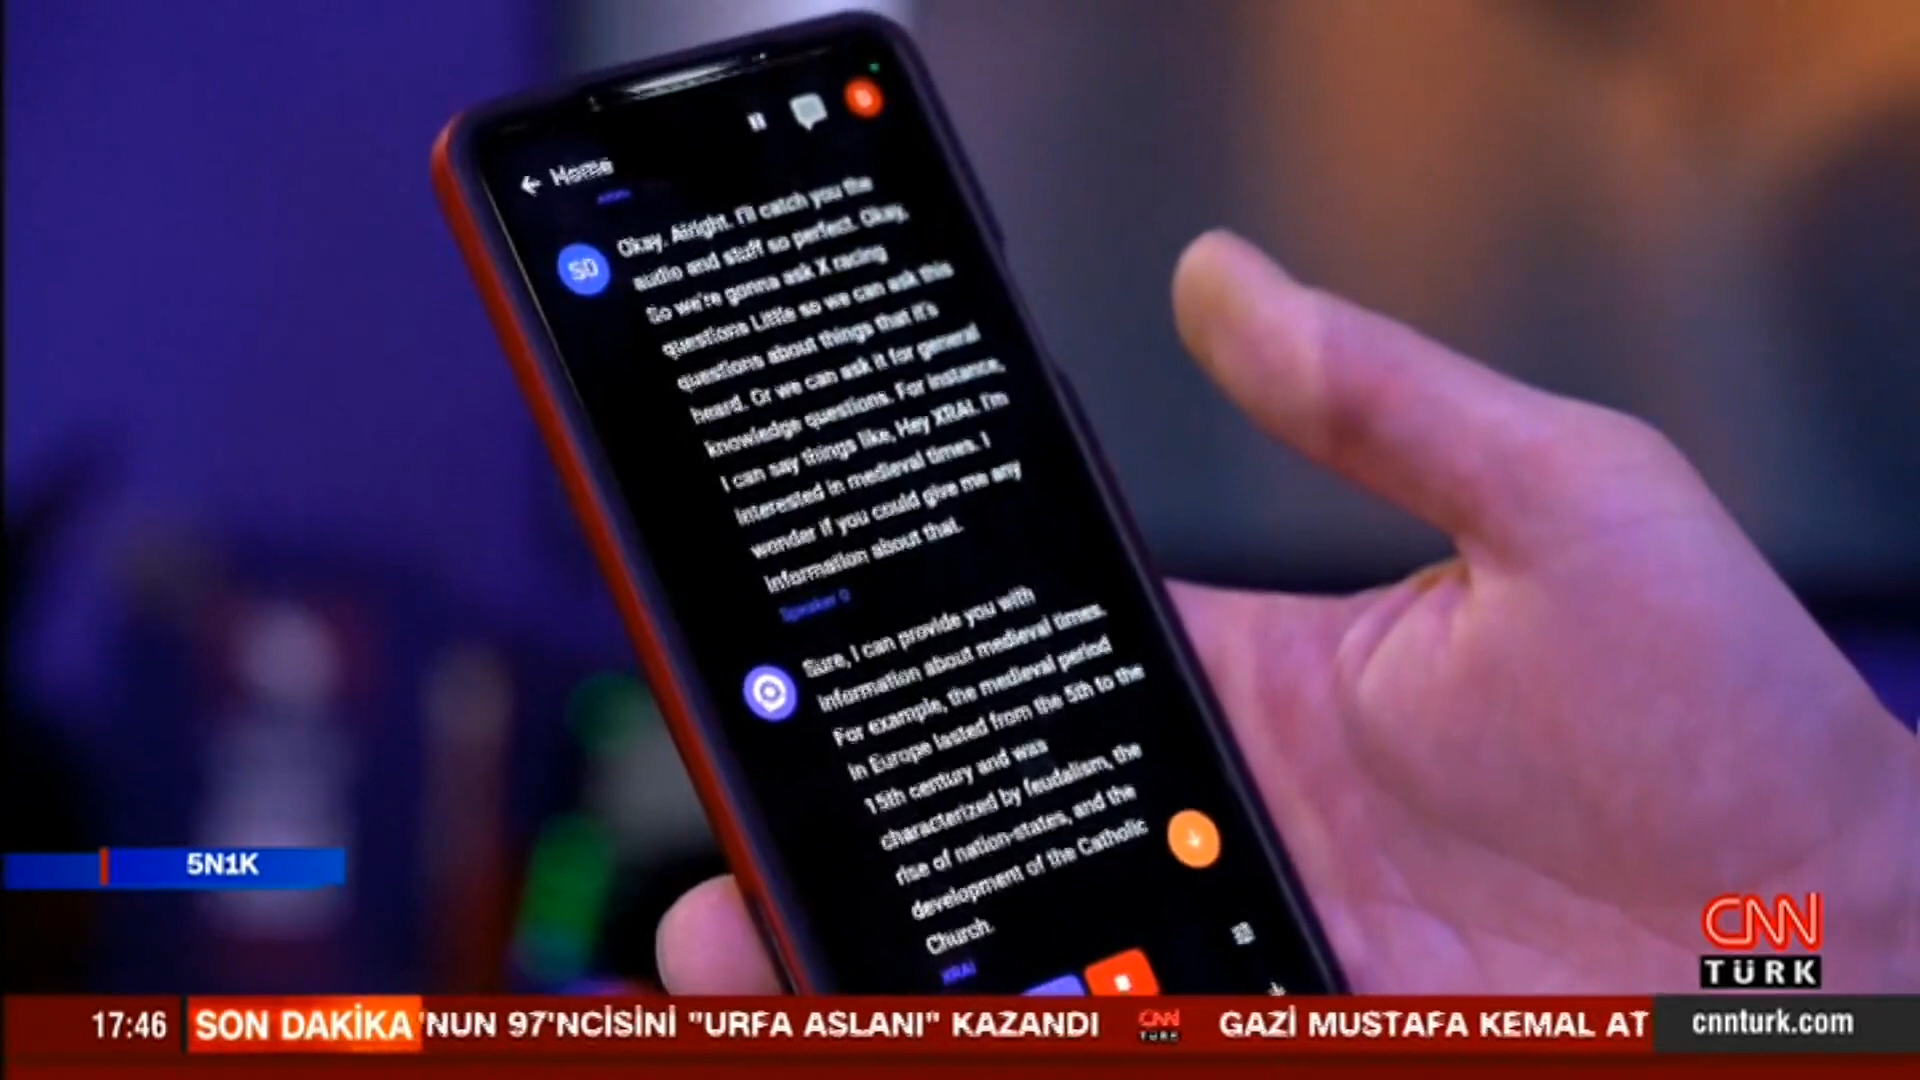 Home
SD
Okay. Alright. I'll catch you the
audio and stuff so perfect. Okay,
So we're gonna ask X racing
questions Little so we can ask this
questions about things that it's
heard. Or we can ask it for general
knowledge questions. For instance,
I can say things like, Hey XRAI. I'm
interested in medieval times. I
wonder if you could give me any
information about that.
Speaker 0
Sure, I can provide you with
information about medieval times.
For example, the medieval period
in Europe lasted from the 5th to the
15th century and was
characterized by feudalism, the
rise of nation-states, and the
development of the Catholic
Church.
XRAI
5N1K
CNN
TÜRK
17:46 SON DAKİKA 'NUN 97'NCİSİNİ "URFA ASLANI" KAZANDI CNN TÜRK GAZİ MUSTAFA KEMAL AT cnnturk.com